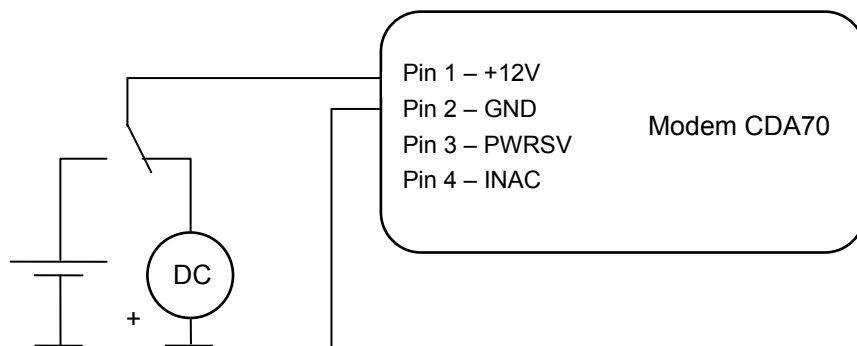 Pin 1 – +12V
Pin 2 – GND
Modem CDA70
Pin 3 – PWRSV
Pin 4 – INAC
DC
+